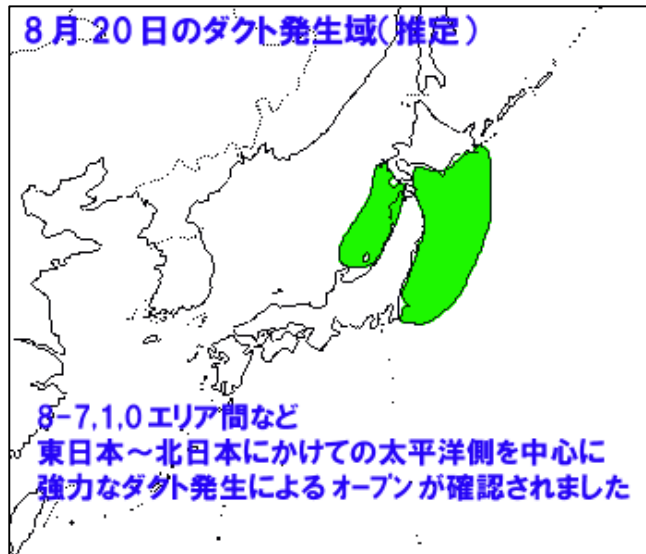 8月20日のダクト発生域(推定)
8-7,1,0エリア間など
東日本～北日本にかけての太平洋側を中心に
強力なダクト発生によるオープンが確認されました